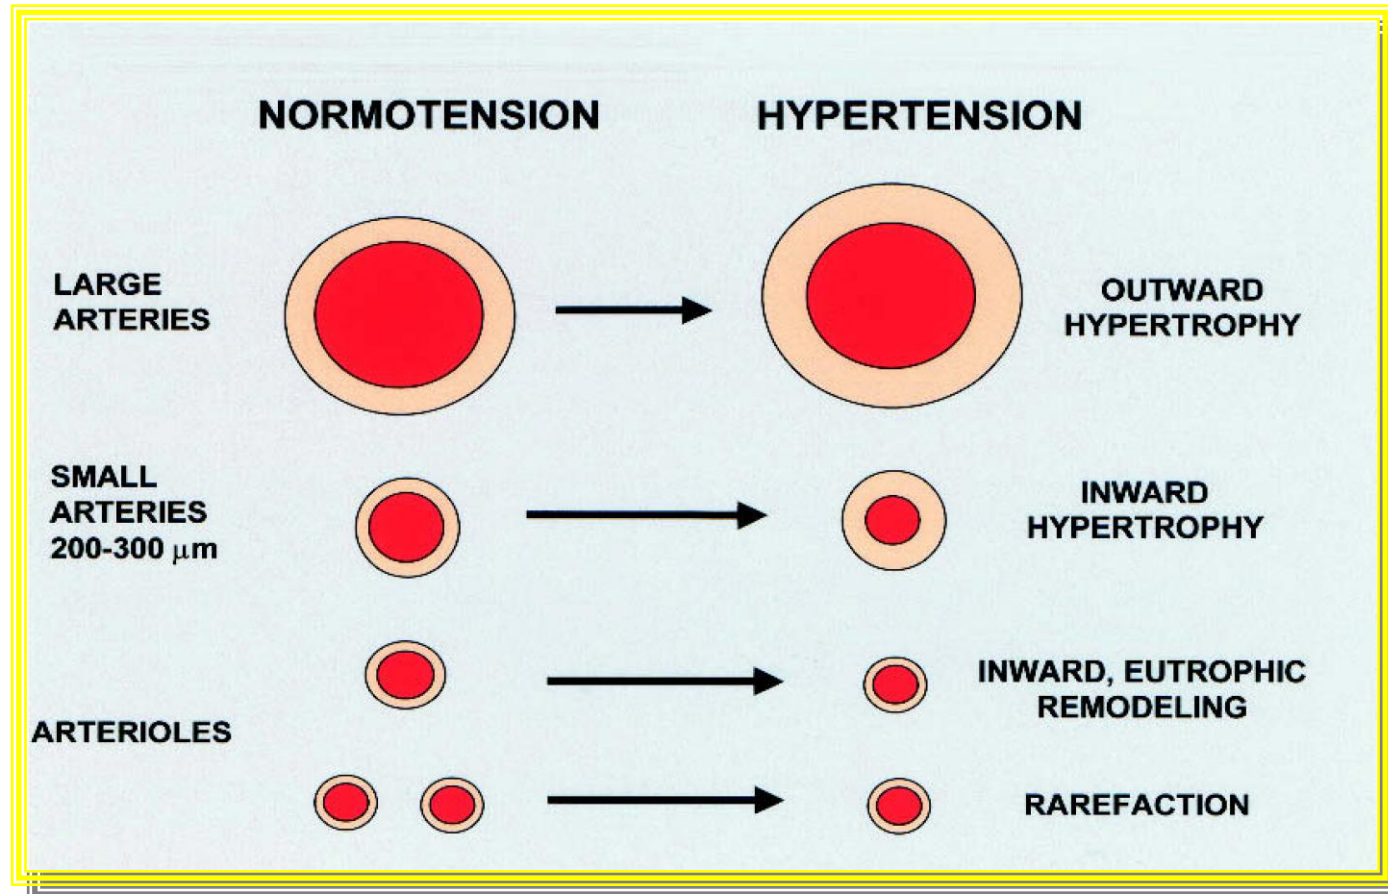 NORMOTENSION
HYPERTENSION
LARGE
ARTERIES
OUTWARD
HYPERTROPHY
SMALL
ARTERIES
200-300 μm
INWARD
HYPERTROPHY
INWARD, EUTROPHIC
REMODELING
ARTERIOLES
RAREFACTION